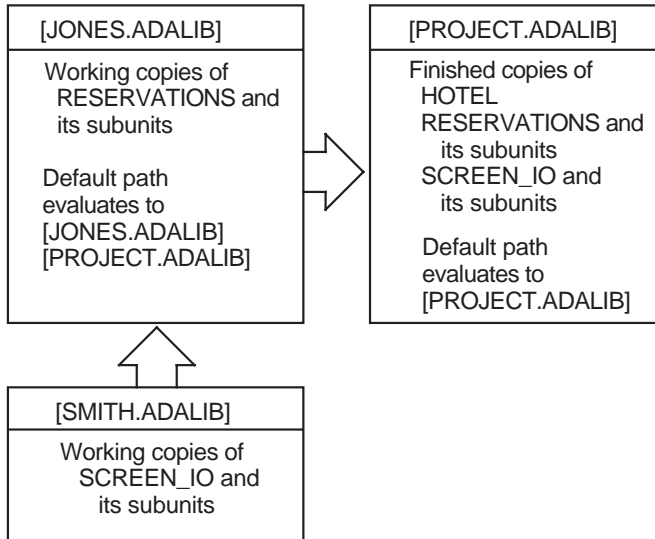 [JONES.ADALIB]
Working copies of
RESERVATIONS and
its subunits
Default path
evaluates to
[JONES.ADALIB]
[PROJECT.ADALIB]
[PROJECT.ADALIB]
Finished copies of
HOTEL
RESERVATIONS and
its subunits
SCREEN_IO and
its subunits
Default path
evaluates to
[PROJECT.ADALIB]
[SMITH.ADALIB]
Working copies of
SCREEN_IO and
its subunits